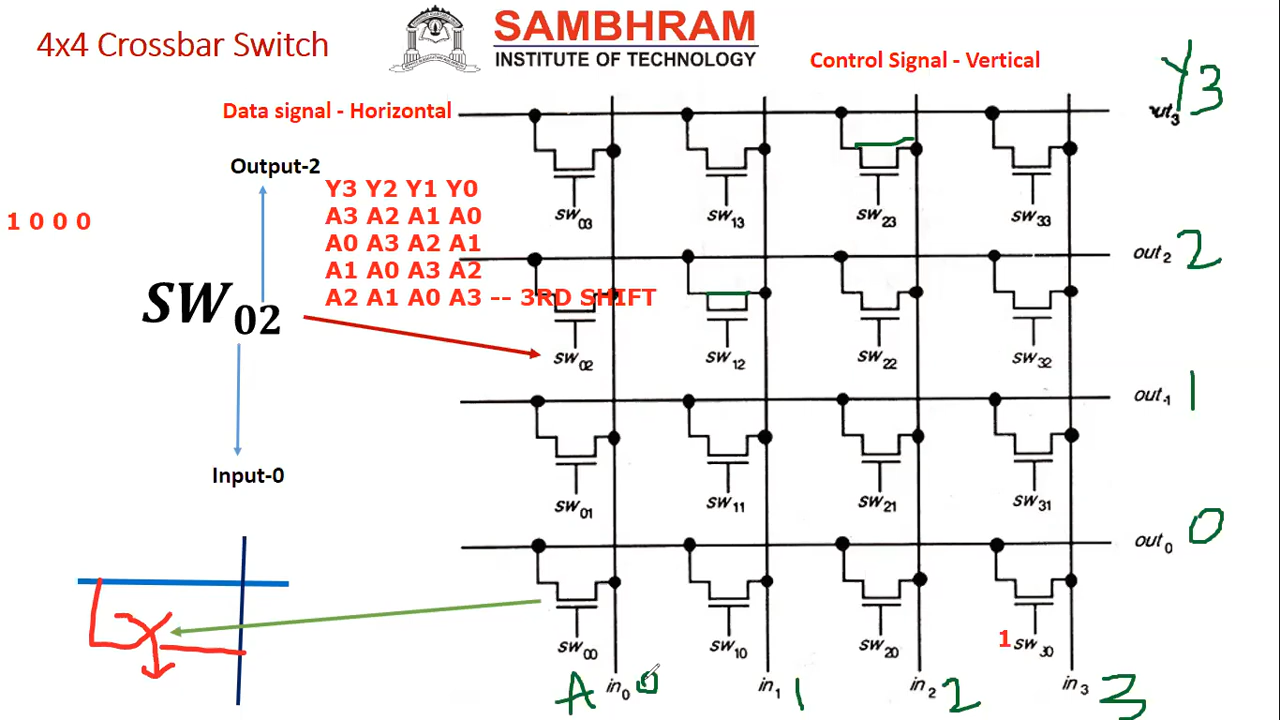 4x4 Crossbar Switch
SAMBHRAM
INSTITUTE OF TECHNOLOGY
Control Signal - Vertical
Y3
Data signal - Horizontal
out3
Output-2
Y3 Y2 Y1 Y0
A3 A2 A1 A0
A0 A3 A2 A1
A1 A0 A3 A2
A2 A1 A0 A3 -- 3RD SHIFT
1 0 0 0
SW02
Input-0
SW03 SW13 SW23 SW33
out2 2
SW02 SW12 SW22 SW32
out1 1
SW01 SW11 SW21 SW31
out0 0
SW00 SW10 SW20 1 SW30
A in0 0 in1 1 in2 2 in3 3